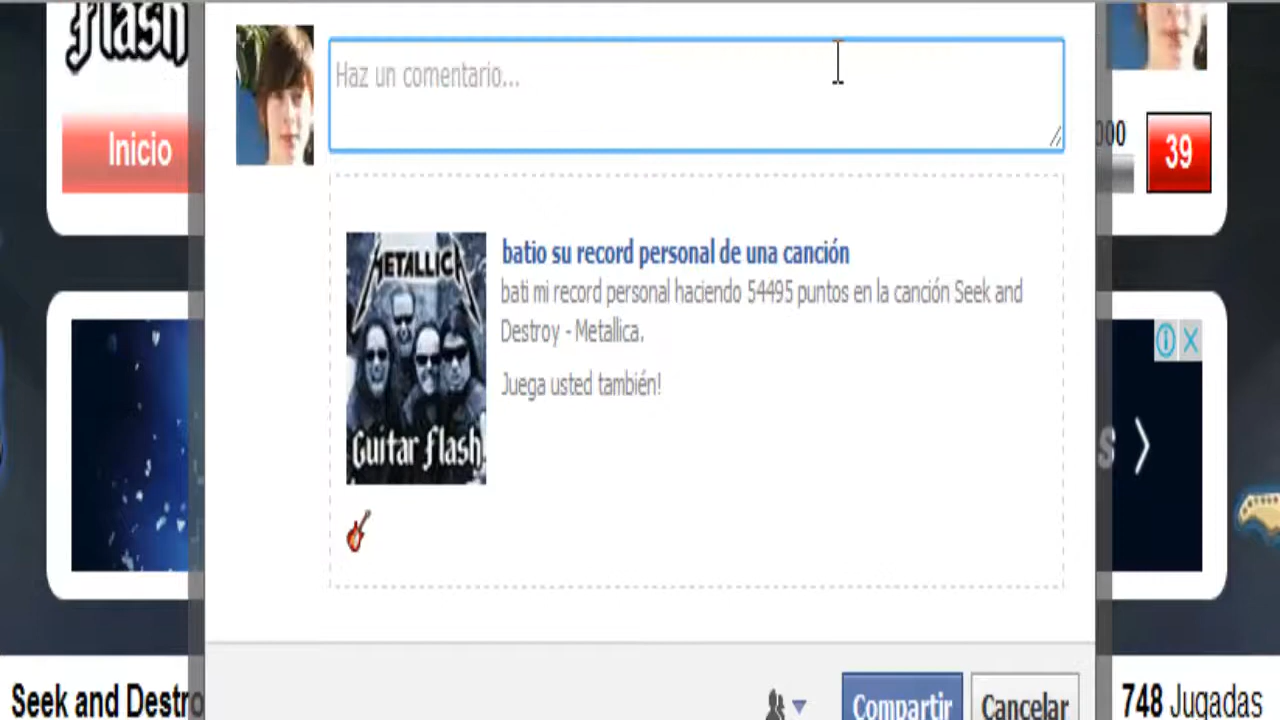 Flash
Haz un comentario...
Inicio
000
39
batio su record personal de una canción
bati mi record personal haciendo 54495 puntos en la canción Seek and
Destroy - Metallica.
Juega usted también!
METALLICA
Guitar Flash
S
Seek and Destro
748 Jugadas
Compartir
Cancelar